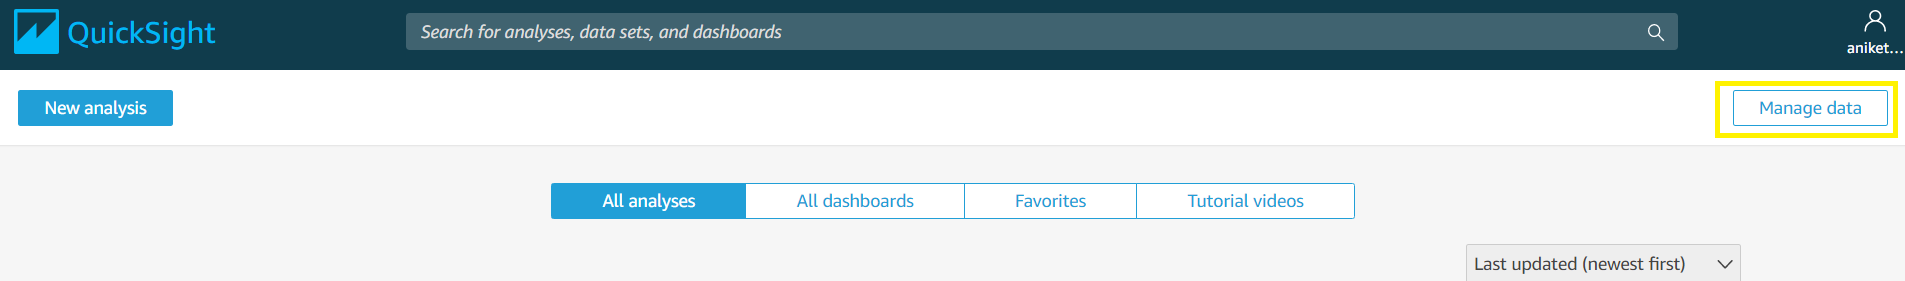 QuickSight
Search for analyses, data sets, and dashboards
aniket...
New analysis
Manage data
All analyses
All dashboards
Favorites
Tutorial videos
Last updated (newest first)